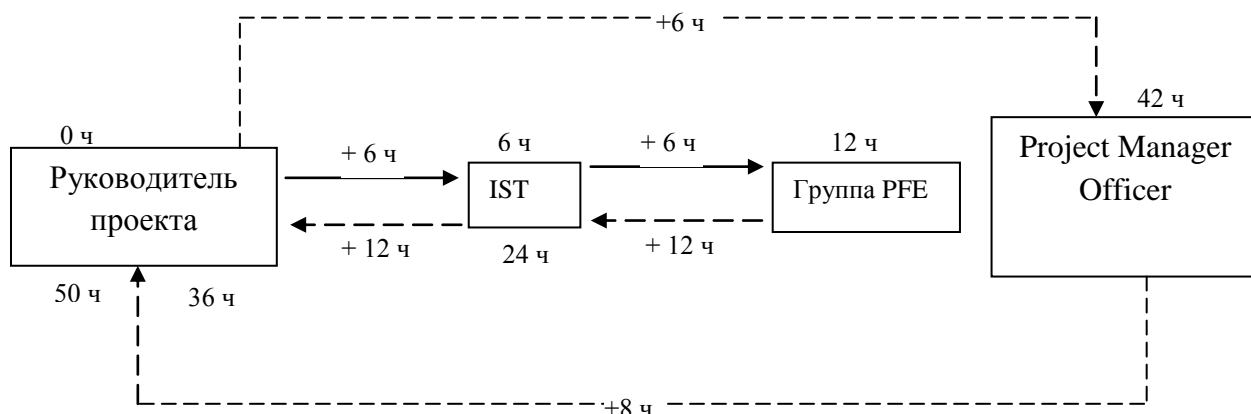 +6 ч
42 ч
0 ч
+ 6 ч
6 ч
+ 6 ч
12 ч
Руководитель
проекта
IST
Группа PFE
Project Manager
Officer
+ 12 ч
24 ч
+ 12 ч
50 ч
36 ч
+8 ч